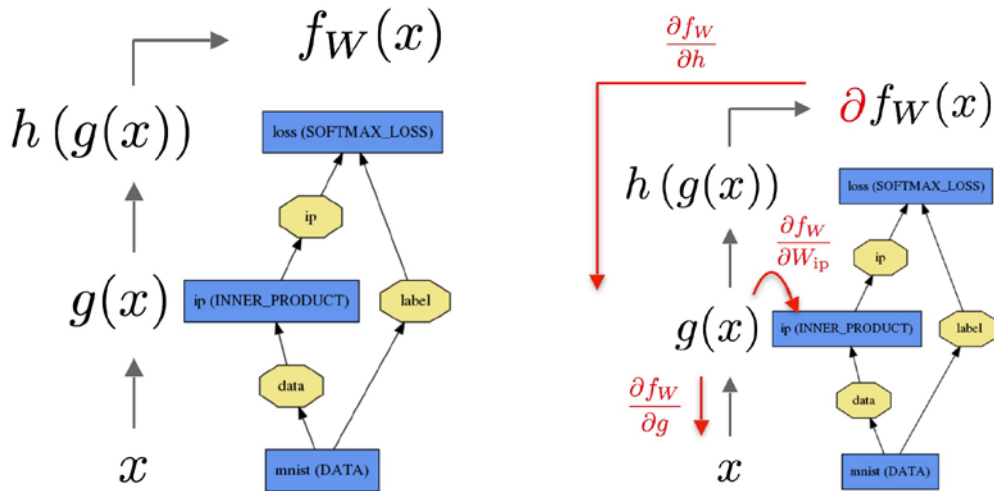 f_W(x)
h (g(x))
loss (SOFTMAX_LOSS)
ip
g(x)
ip (INNER_PRODUCT)
label
data
x
mnist (DATA)
∂f_W
∂h
∂ f_W(x)
h (g(x))
loss (SOFTMAX_LOSS)
∂f_W
∂W_ip
ip
g(x)
ip (INNER_PRODUCT)
label
∂f_W
∂g
data
x
mnist (DATA)